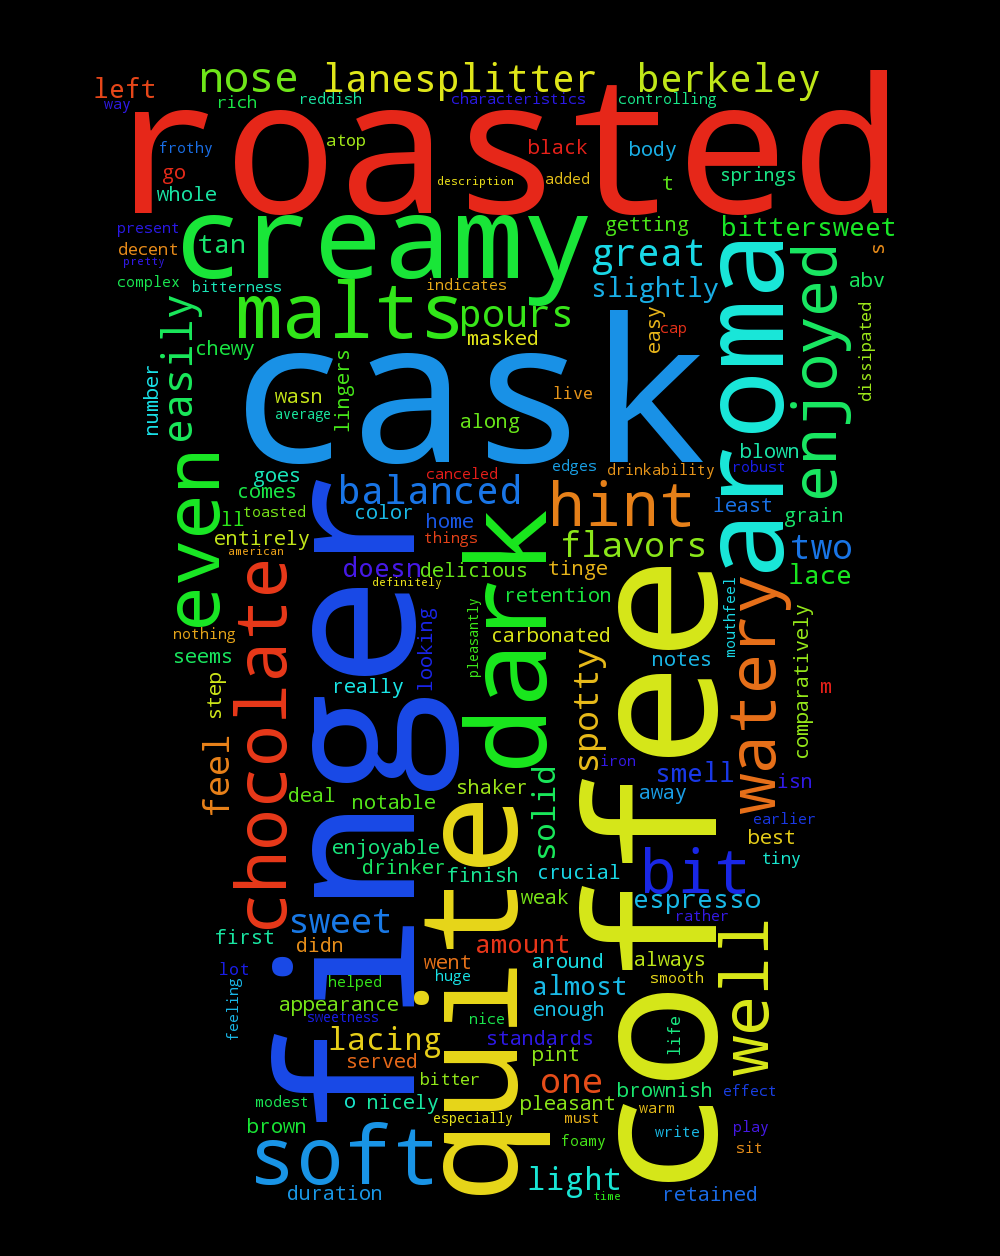 nose lanesplitter berkeley
left
way rich reddish characteristics controlling
roasted
frothy atop black body
go description added t springs
whole
creamy getting bittersweet
present
decent tan great s
pretty
complex bitterness indicates slightly abv
malts pours
masked easy cap dissipated
easily chewy
cask
number wasn lingers live
average along
aroma
enjoyed
blown
goes canceled edges drinkability robust
comes balanced hint least
even ll toasted color home grain
entirely things flavors two
american doesn delicious tinge lace
definitely
finger
dark
coffee
chocolate
retention
watery
mouthfeel
nothing looking pleasantly carbonated comparatively
seems notes
step really spotty m
feel iron smell isn
deal notable shaker solid away earlier
best
enjoyable tiny
drinker finish crucial bit
quite
weak espresso
sweet rather
first didn amount well
lot went around always
feeling helped huge almost smooth
appearance enough
sweetness nice life
lacing standards
served pint
bitter one brownish effect
modest o nicely pleasant warm
brown especially must play
soft foamy write sit
light
duration time retained